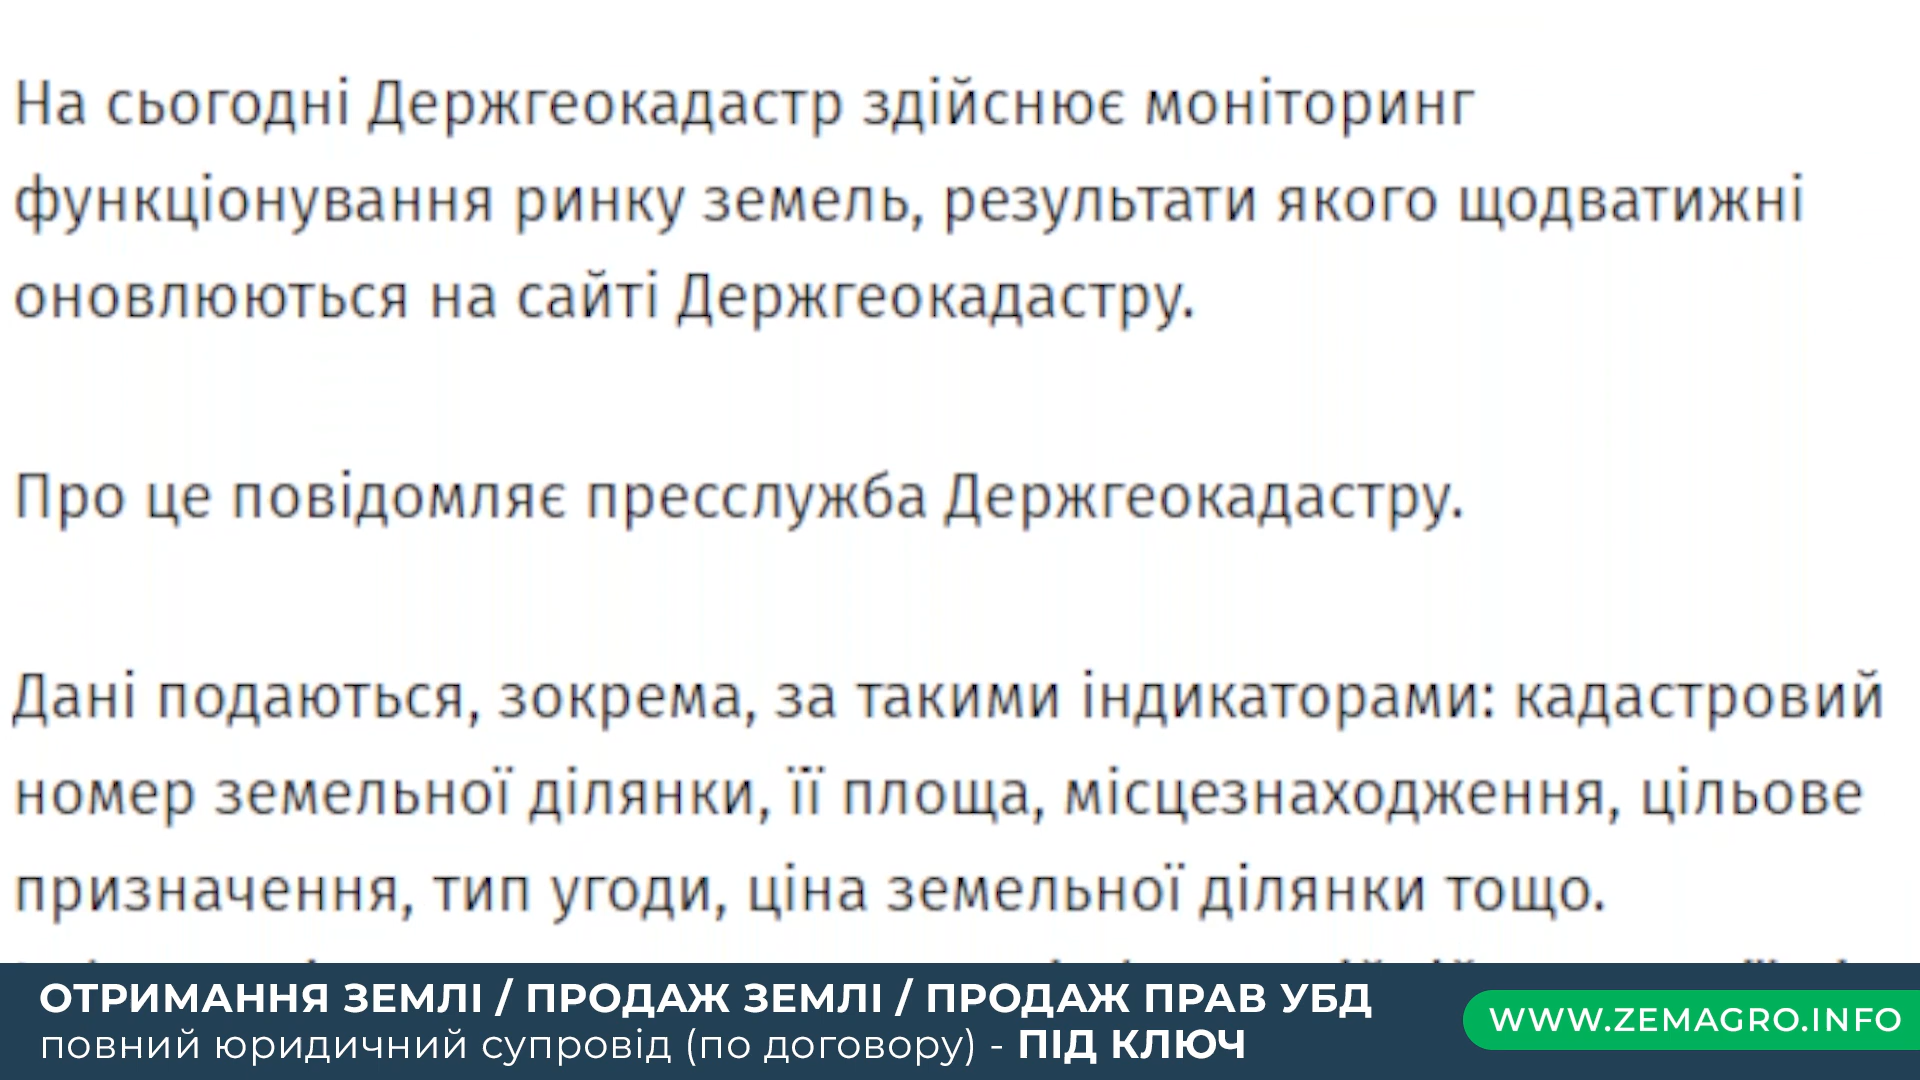 На сьогодні Держгеокадастр здійснює моніторинг
функціонування ринку земель, результати якого щодватижні
оновлюються на сайті Держгеокадастру.
Про це повідомляє пресслужба Держгеокадастру.
Дані подаються, зокрема, за такими індикаторами: кадастровий
номер земельної ділянки, її площа, місцезнаходження, цільове
призначення, тип угоди, ціна земельної ділянки тощо.
ОТРИМАННЯ ЗЕМЛІ / ПРОДАЖ ЗЕМЛІ / ПРОДАЖ ПРАВ УБД
повний юридичний супровід (по договору) - ПІД КЛЮЧ
WWW.ZEMAGRO.INFO